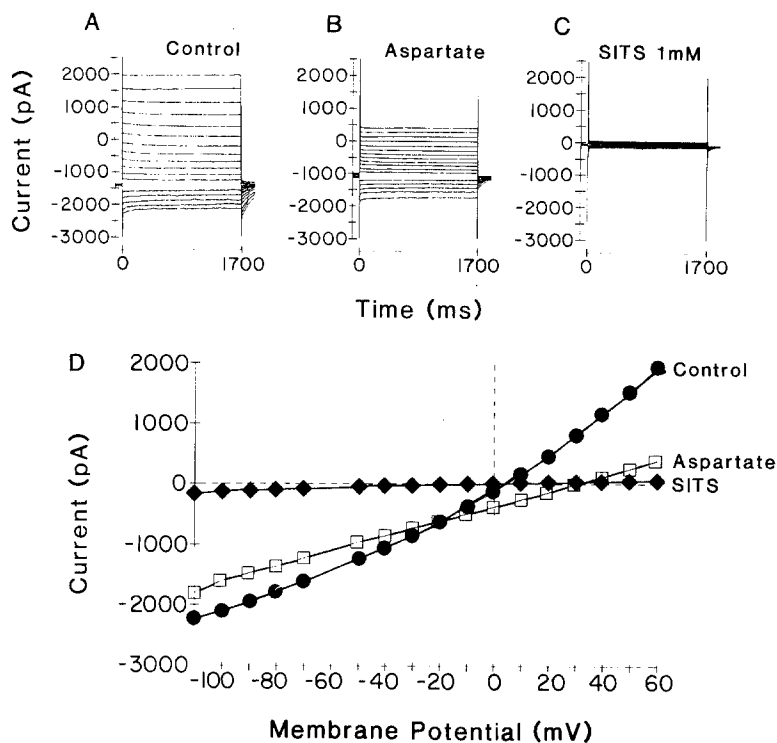 A
Control
B
Aspartate
C
SITS 1mM
Current (pA)
2000
1000
0
-1000
-2000
-3000
0
1700
2000
1000
0
-1000
-2000
-3000
0
1700
2000
1000
0
-1000
-2000
-3000
0
1700
Time (ms)
D
Current (pA)
2000
1000
0
-1000
-2000
-3000
Control
Aspartate
SITS
-100 -80 -60 -40 -20 0 20 40 60
Membrane Potential (mV)